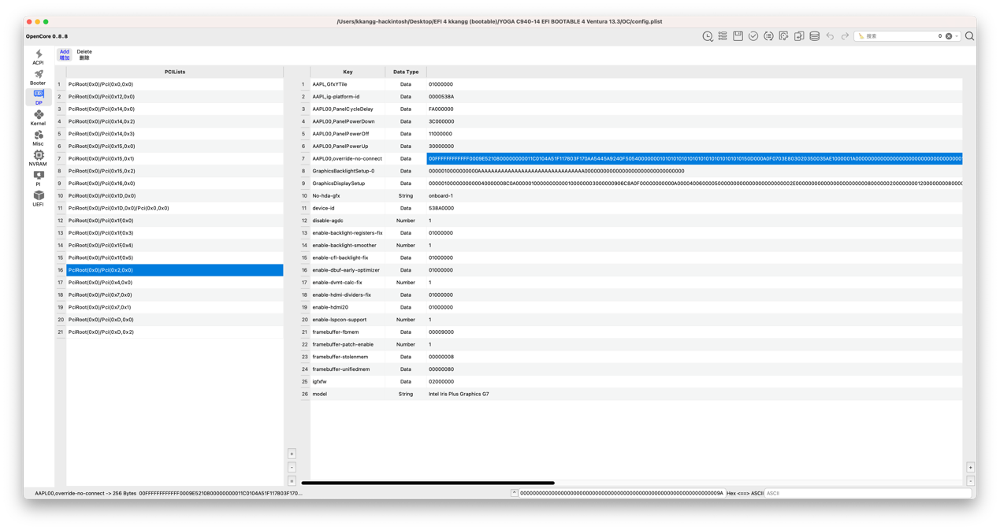 /Users/kkangg-hackintosh/Desktop/EFI 4 kkangg (bootable)/YOGA C940-14 EFI BOOTABLE 4 Ventura 13.3/OC/config.plist
OpenCore 0.8.8
搜索
0
ACPI
Booter
DP
Kernel
Misc
NVRAM
PI
UEFI
Add
增加
Delete
删除
PCILists
1 PciRoot(0x0)/Pci(0x0,0x0)
2 PciRoot(0x0)/Pci(0x12,0x0)
3 PciRoot(0x0)/Pci(0x14,0x0)
4 PciRoot(0x0)/Pci(0x14,0x2)
5 PciRoot(0x0)/Pci(0x14,0x3)
6 PciRoot(0x0)/Pci(0x15,0x0)
7 PciRoot(0x0)/Pci(0x15,0x1)
8 PciRoot(0x0)/Pci(0x15,0x2)
9 PciRoot(0x0)/Pci(0x16,0x0)
10 PciRoot(0x0)/Pci(0x1D,0x0)
11 PciRoot(0x0)/Pci(0x1D,0x0)/Pci(0x0,0x0)
12 PciRoot(0x0)/Pci(0x1F,0x0)
13 PciRoot(0x0)/Pci(0x1F,0x3)
14 PciRoot(0x0)/Pci(0x1F,0x4)
15 PciRoot(0x0)/Pci(0x1F,0x5)
16 PciRoot(0x0)/Pci(0x2,0x0)
17 PciRoot(0x0)/Pci(0x4,0x0)
18 PciRoot(0x0)/Pci(0x7,0x0)
19 PciRoot(0x0)/Pci(0x7,0x1)
20 PciRoot(0x0)/Pci(0xD,0x0)
21 PciRoot(0x0)/Pci(0xD,0x2)
Key Data Type
1 AAPL,GfxYTile Data 01000000
2 AAPL,ig-platform-id Data 0000538A
3 AAPL00,PanelCycleDelay Data FA000000
4 AAPL00,PanelPowerDown Data 3C000000
5 AAPL00,PanelPowerOff Data 11000000
6 AAPL00,PanelPowerUp Data 30000000
7 AAPL00,override-no-connect Data
8 GraphicsBacklightSetup-0 Data
9 GraphicsDisplaySetup Data
10 No-hda-gfx String onboard-1
11 device-id Data 538A0000
12 disable-agdc Number 1
13 enable-backlight-registers-fix Data 01000000
14 enable-backlight-smoother Number 1
15 enable-cfl-backlight-fix Data 01000000
16 enable-dbuf-early-optimizer Data 01000000
17 enable-dvmt-calc-fix Number 1
18 enable-hdmi-dividers-fix Data 01000000
19 enable-hdmi20 Data 01000000
20 enable-lspcon-support Number 1
21 framebuffer-fbmem Data 00009000
22 framebuffer-patch-enable Number 1
23 framebuffer-stolenmem Data 00000008
24 framebuffer-unifiedmem Data 00000080
25 igfxfw Data 02000000
26 model String Intel Iris Plus Graphics G7
+
-
+
-
AAPL00,override-no-connect -> 256 Bytes 00FFFFFFFFFFFF0009E5210800000000011C0104A51F117803F170...
^
Hex <==> ASCII
ASCII